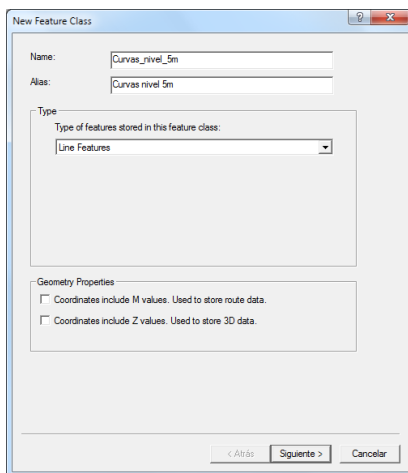 New Feature Class
Name: Curvas_nivel_5m
Alias: Curvas nivel 5m
Type
Type of features stored in this feature class:
Line Features
Geometry Properties
Coordinates include M values. Used to store route data.
Coordinates include Z values. Used to store 3D data.
< Atrás Siguiente > Cancelar